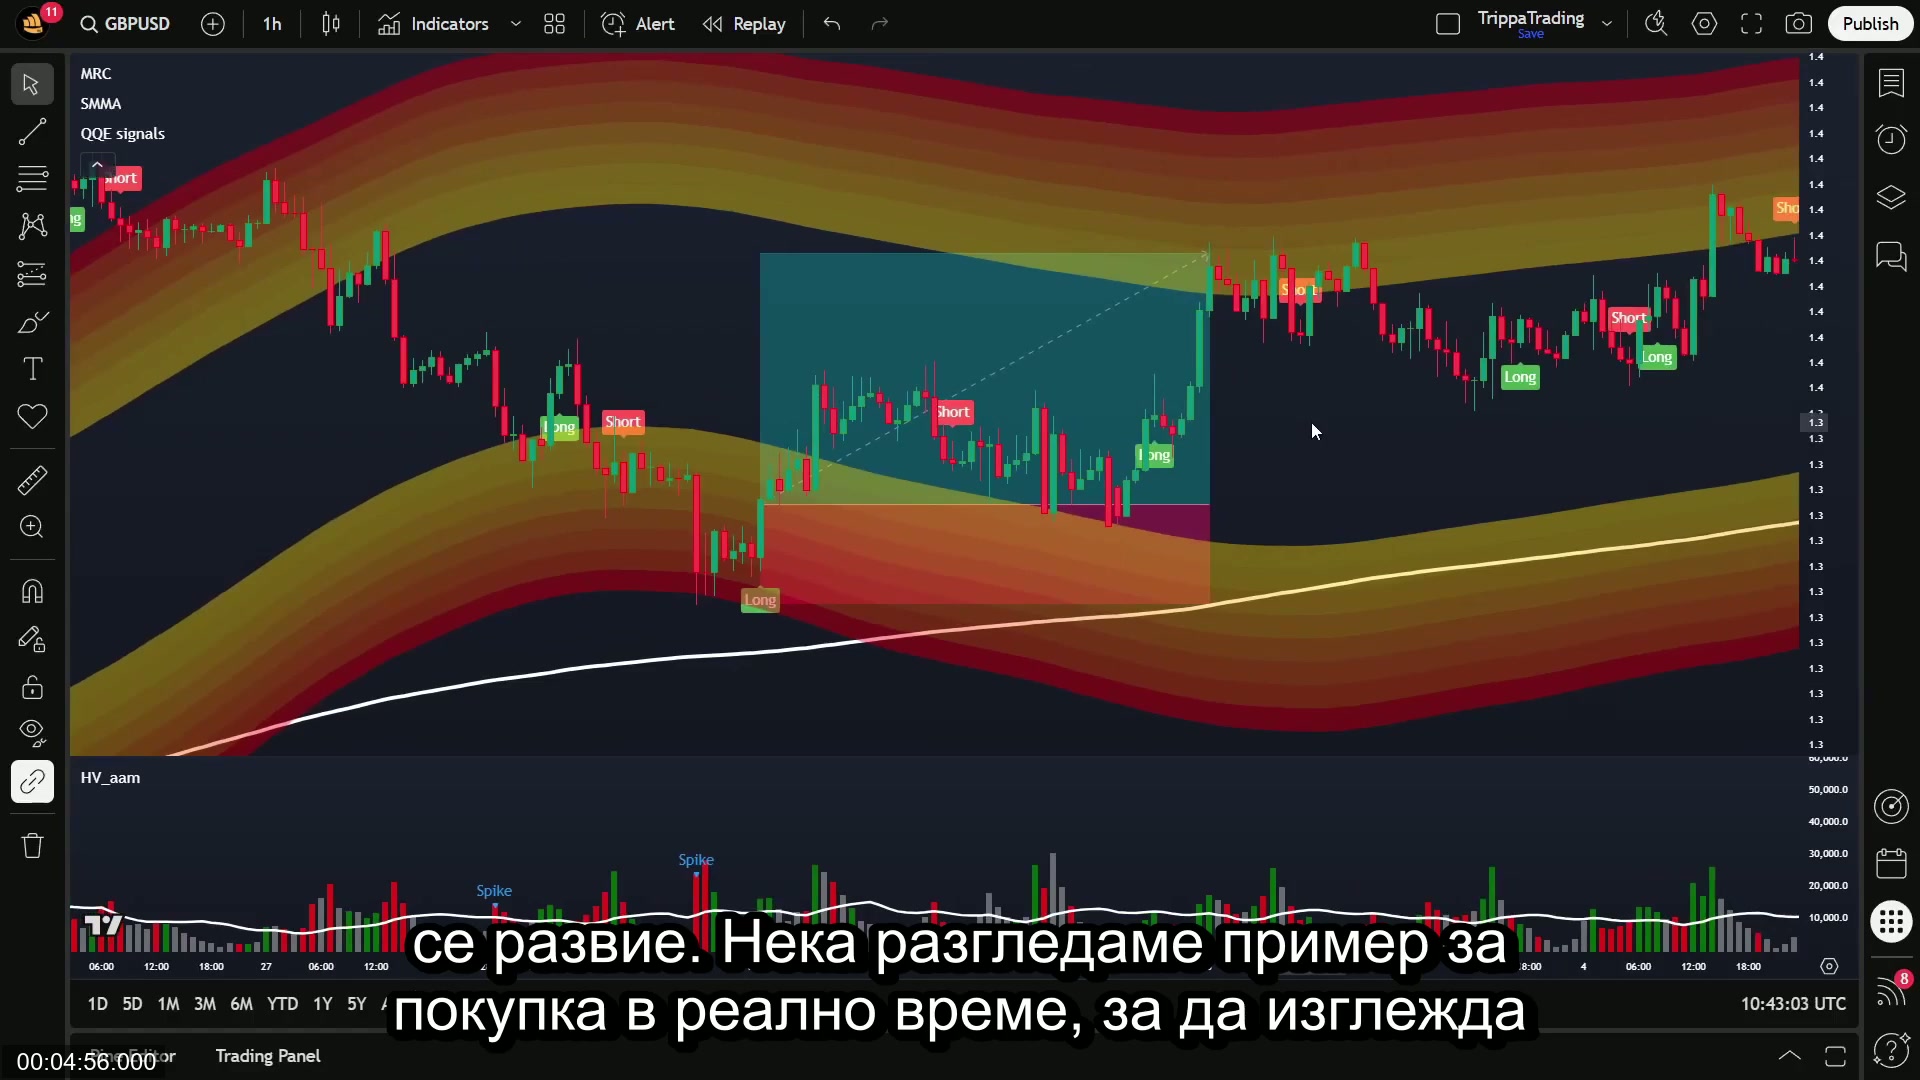 11
GBPUSD
1h
Indicators
Alert
Replay
TrippaTrading
Save
Publish
MRC
SMMA
QQE signals
Short
Long
Short
Long
Short
Long
Short
Long
Short
Long
1.4
1.4
1.4
1.4
1.4
1.4
1.4
1.4
1.4
1.4
1.4
1.4
1.4
1.4
1.3
1.3
1.3
1.3
1.3
1.3
1.3
1.3
1.3
1.3
1.3
1.3
1.3
1.3
HV_aam
60,000.0
50,000.0
40,000.0
30,000.0
20,000.0
10,000.0
Spike
Spike
06:00 12:00 18:00 27 06:00 12:00 18:00 4 06:00 12:00 18:00
се развие. Нека разгледаме пример за
покупка в реално време, за да изглежда
1D 5D 1M 3M 6M YTD 1Y 5Y
10:43:03 UTC
8
Pine Editor
Trading Panel
00:04:56.000